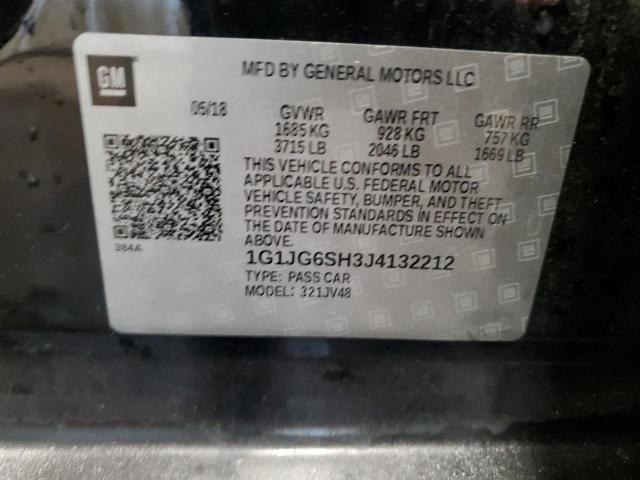 GM
MFD BY GENERAL MOTORS LLC
05/18 GVWR GAWR FRT GAWR RR
1685 KG 928 KG 757 KG
3715 LB 2046 LB 1669 LB
THIS VEHICLE CONFORMS TO ALL
APPLICABLE U.S. FEDERAL MOTOR
VEHICLE SAFETY, BUMPER, AND THEFT
PREVENTION STANDARDS IN EFFECT ON
THE DATE OF MANUFACTURE SHOWN
ABOVE.
384A
1G1JG6SH3J4132212
TYPE: PASS CAR
MODEL: 321JV48